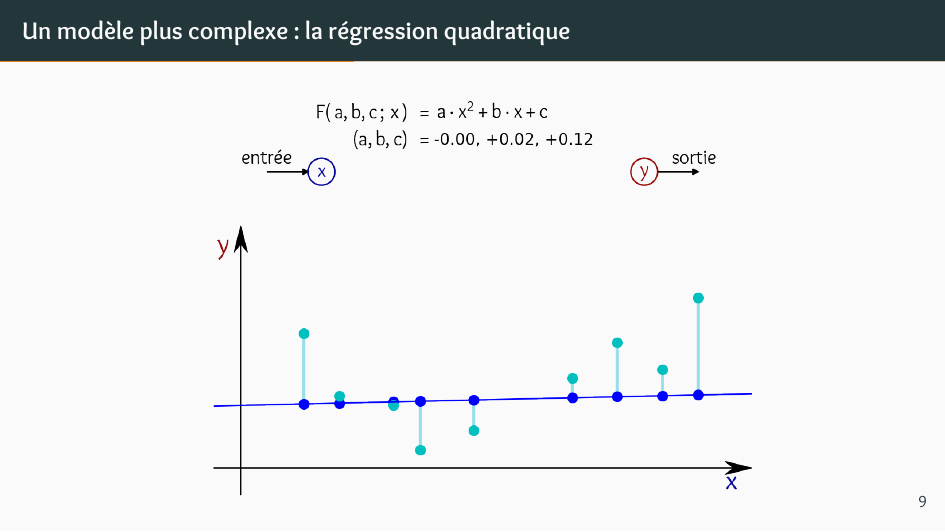 Un modèle plus complexe : la régression quadratique
F( a, b, c ; x ) = a · x² + b · x + c
(a, b, c) = -0.00, +0.02, +0.12
entrée x y sortie
y
x
9